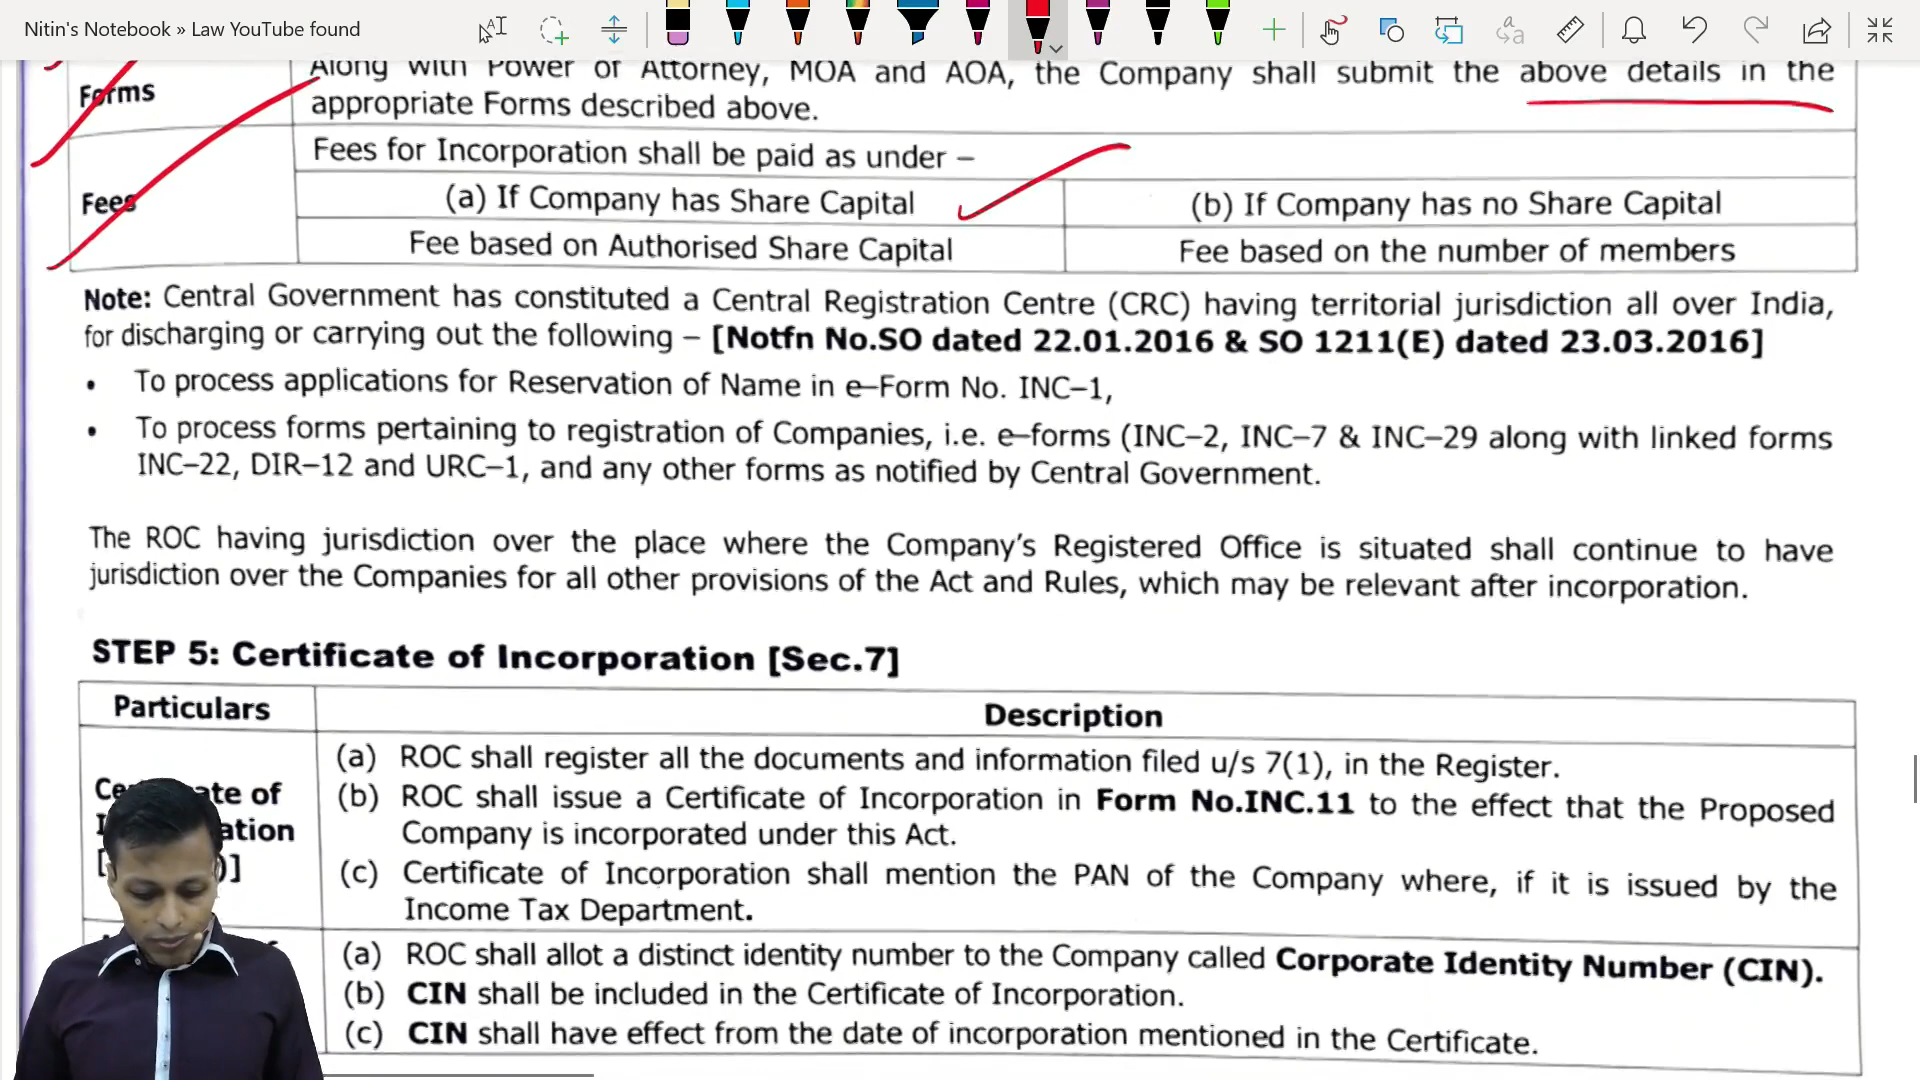 Nitin's Notebook » Law YouTube found
Along with Power of Attorney, MOA and AOA, the Company shall submit the above details in the
Forms
appropriate Forms described above.
Fees for Incorporation shall be paid as under –
Fees
(a) If Company has Share Capital
(b) If Company has no Share Capital
Fee based on Authorised Share Capital
Fee based on the number of members
Note: Central Government has constituted a Central Registration Centre (CRC) having territorial jurisdiction all over India,
for discharging or carrying out the following – [Notfn No.SO dated 22.01.2016 & SO 1211(E) dated 23.03.2016]
• To process applications for Reservation of Name in e–Form No. INC–1,
• To process forms pertaining to registration of Companies, i.e. e–forms (INC–2, INC–7 & INC–29 along with linked forms
INC–22, DIR–12 and URC–1, and any other forms as notified by Central Government.
The ROC having jurisdiction over the place where the Company's Registered Office is situated shall continue to have
jurisdiction over the Companies for all other provisions of the Act and Rules, which may be relevant after incorporation.
STEP 5: Certificate of Incorporation [Sec.7]
Particulars
Description
(a) ROC shall register all the documents and information filed u/s 7(1), in the Register.
(b) ROC shall issue a Certificate of Incorporation in Form No.INC.11 to the effect that the Proposed
Company is incorporated under this Act.
(c) Certificate of Incorporation shall mention the PAN of the Company where, if it is issued by the
Income Tax Department.
(a) ROC shall allot a distinct identity number to the Company called Corporate Identity Number (CIN).
(b) CIN shall be included in the Certificate of Incorporation.
(c) CIN shall have effect from the date of incorporation mentioned in the Certificate.